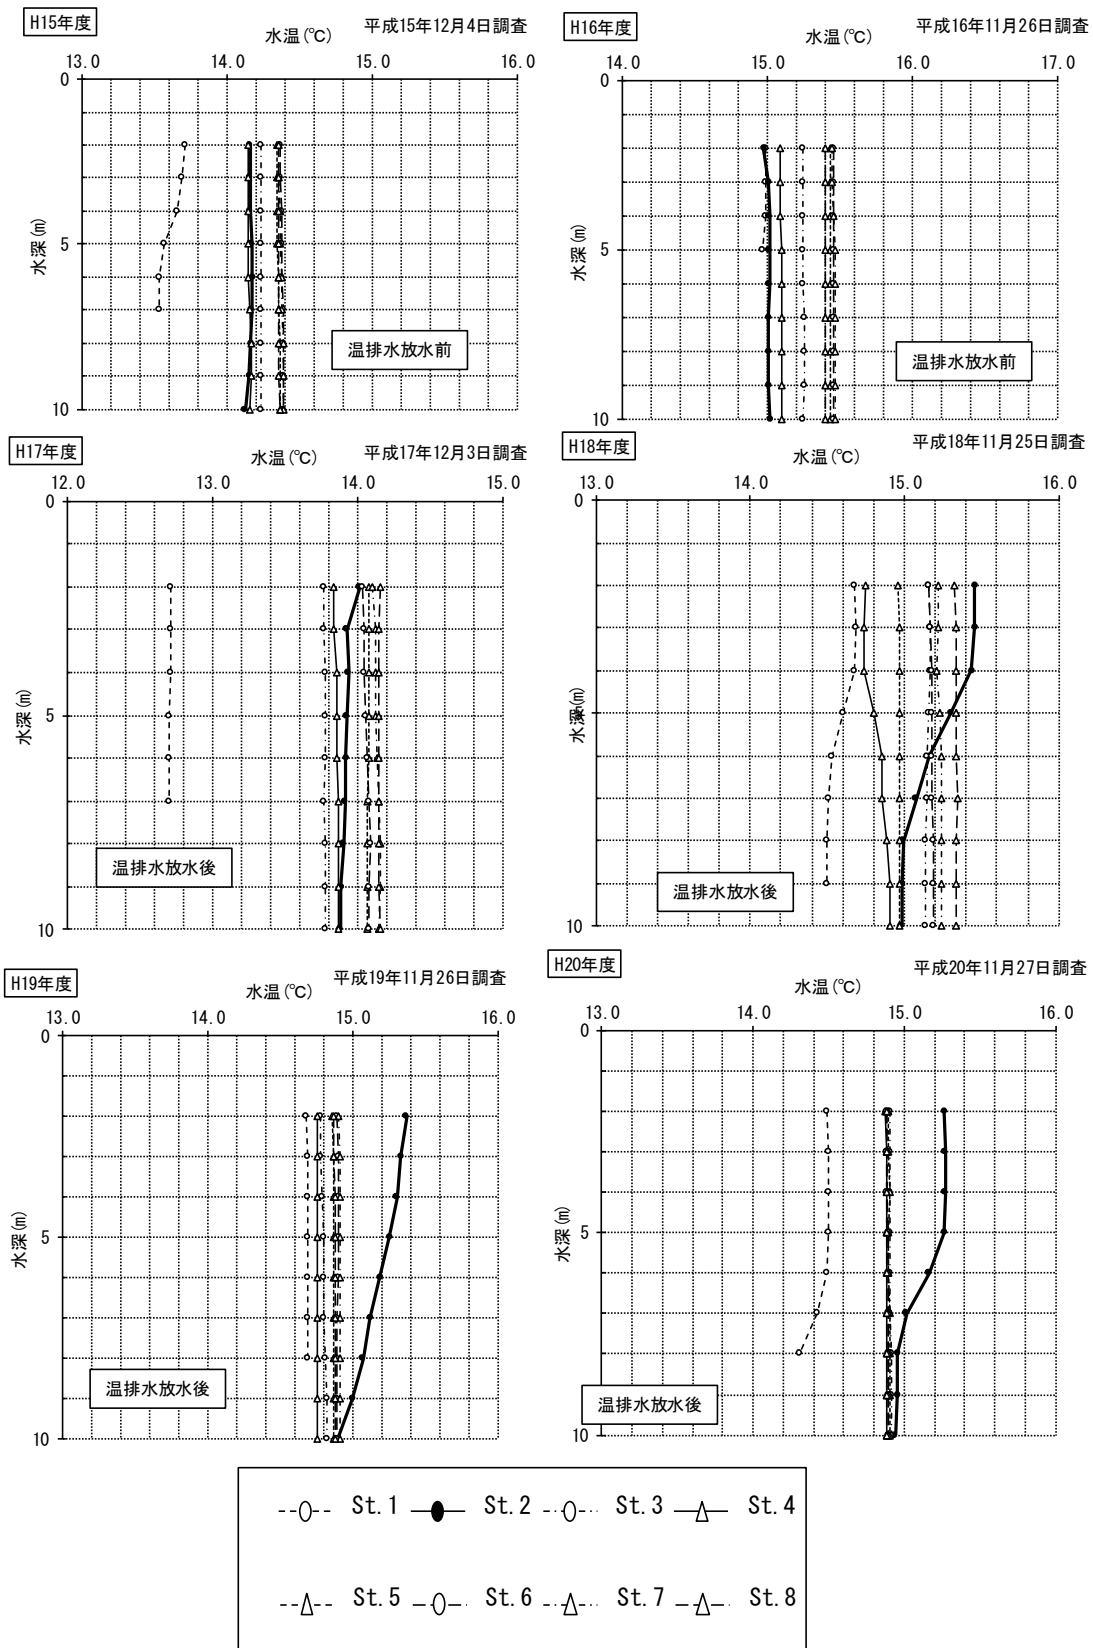 H15年度
平成15年12月4日調査
水温(℃)
13.0 14.0 15.0 16.0
0
5
10
水深(m)
温排水放水前
H16年度
平成16年11月26日調査
水温(℃)
14.0 15.0 16.0 17.0
0
5
10
水深(m)
温排水放水前
H17年度
平成17年12月3日調査
水温(℃)
12.0 13.0 14.0 15.0
0
5
10
水深(m)
温排水放水後
H18年度
平成18年11月25日調査
水温(℃)
13.0 14.0 15.0 16.0
0
5
10
水深(m)
温排水放水後
H19年度
平成19年11月26日調査
水温(℃)
13.0 14.0 15.0 16.0
0
5
10
水深(m)
温排水放水後
H20年度
平成20年11月27日調査
水温(℃)
13.0 14.0 15.0 16.0
0
5
10
水深(m)
温排水放水後
St.1 St.2 St.3 St.4
St.5 St.6 St.7 St.8